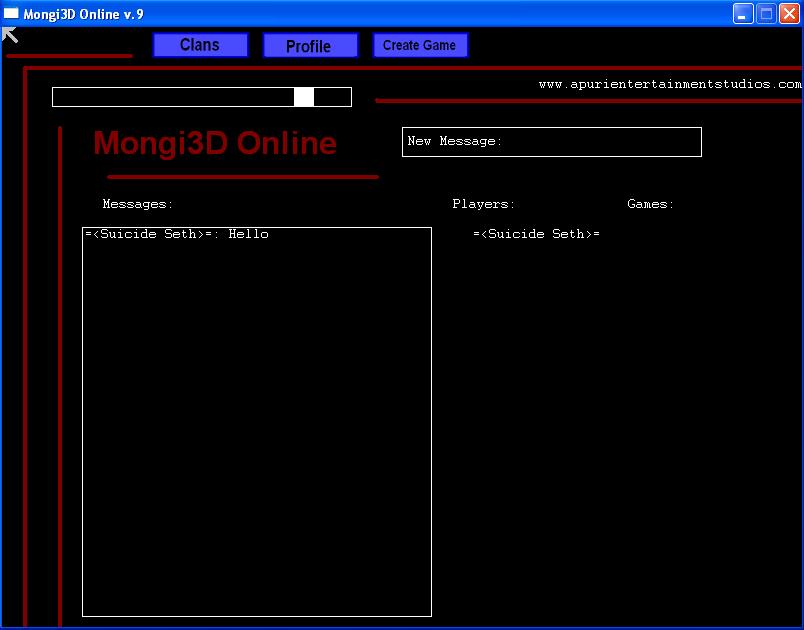 Mongi3D Online v.9
Clans
Profile
Create Game
www.apurientertainmentstudios.com
Mongi3D Online
New Message:
Messages:
Players:
Games:
=<Suicide Seth>=: Hello
=<Suicide Seth>=